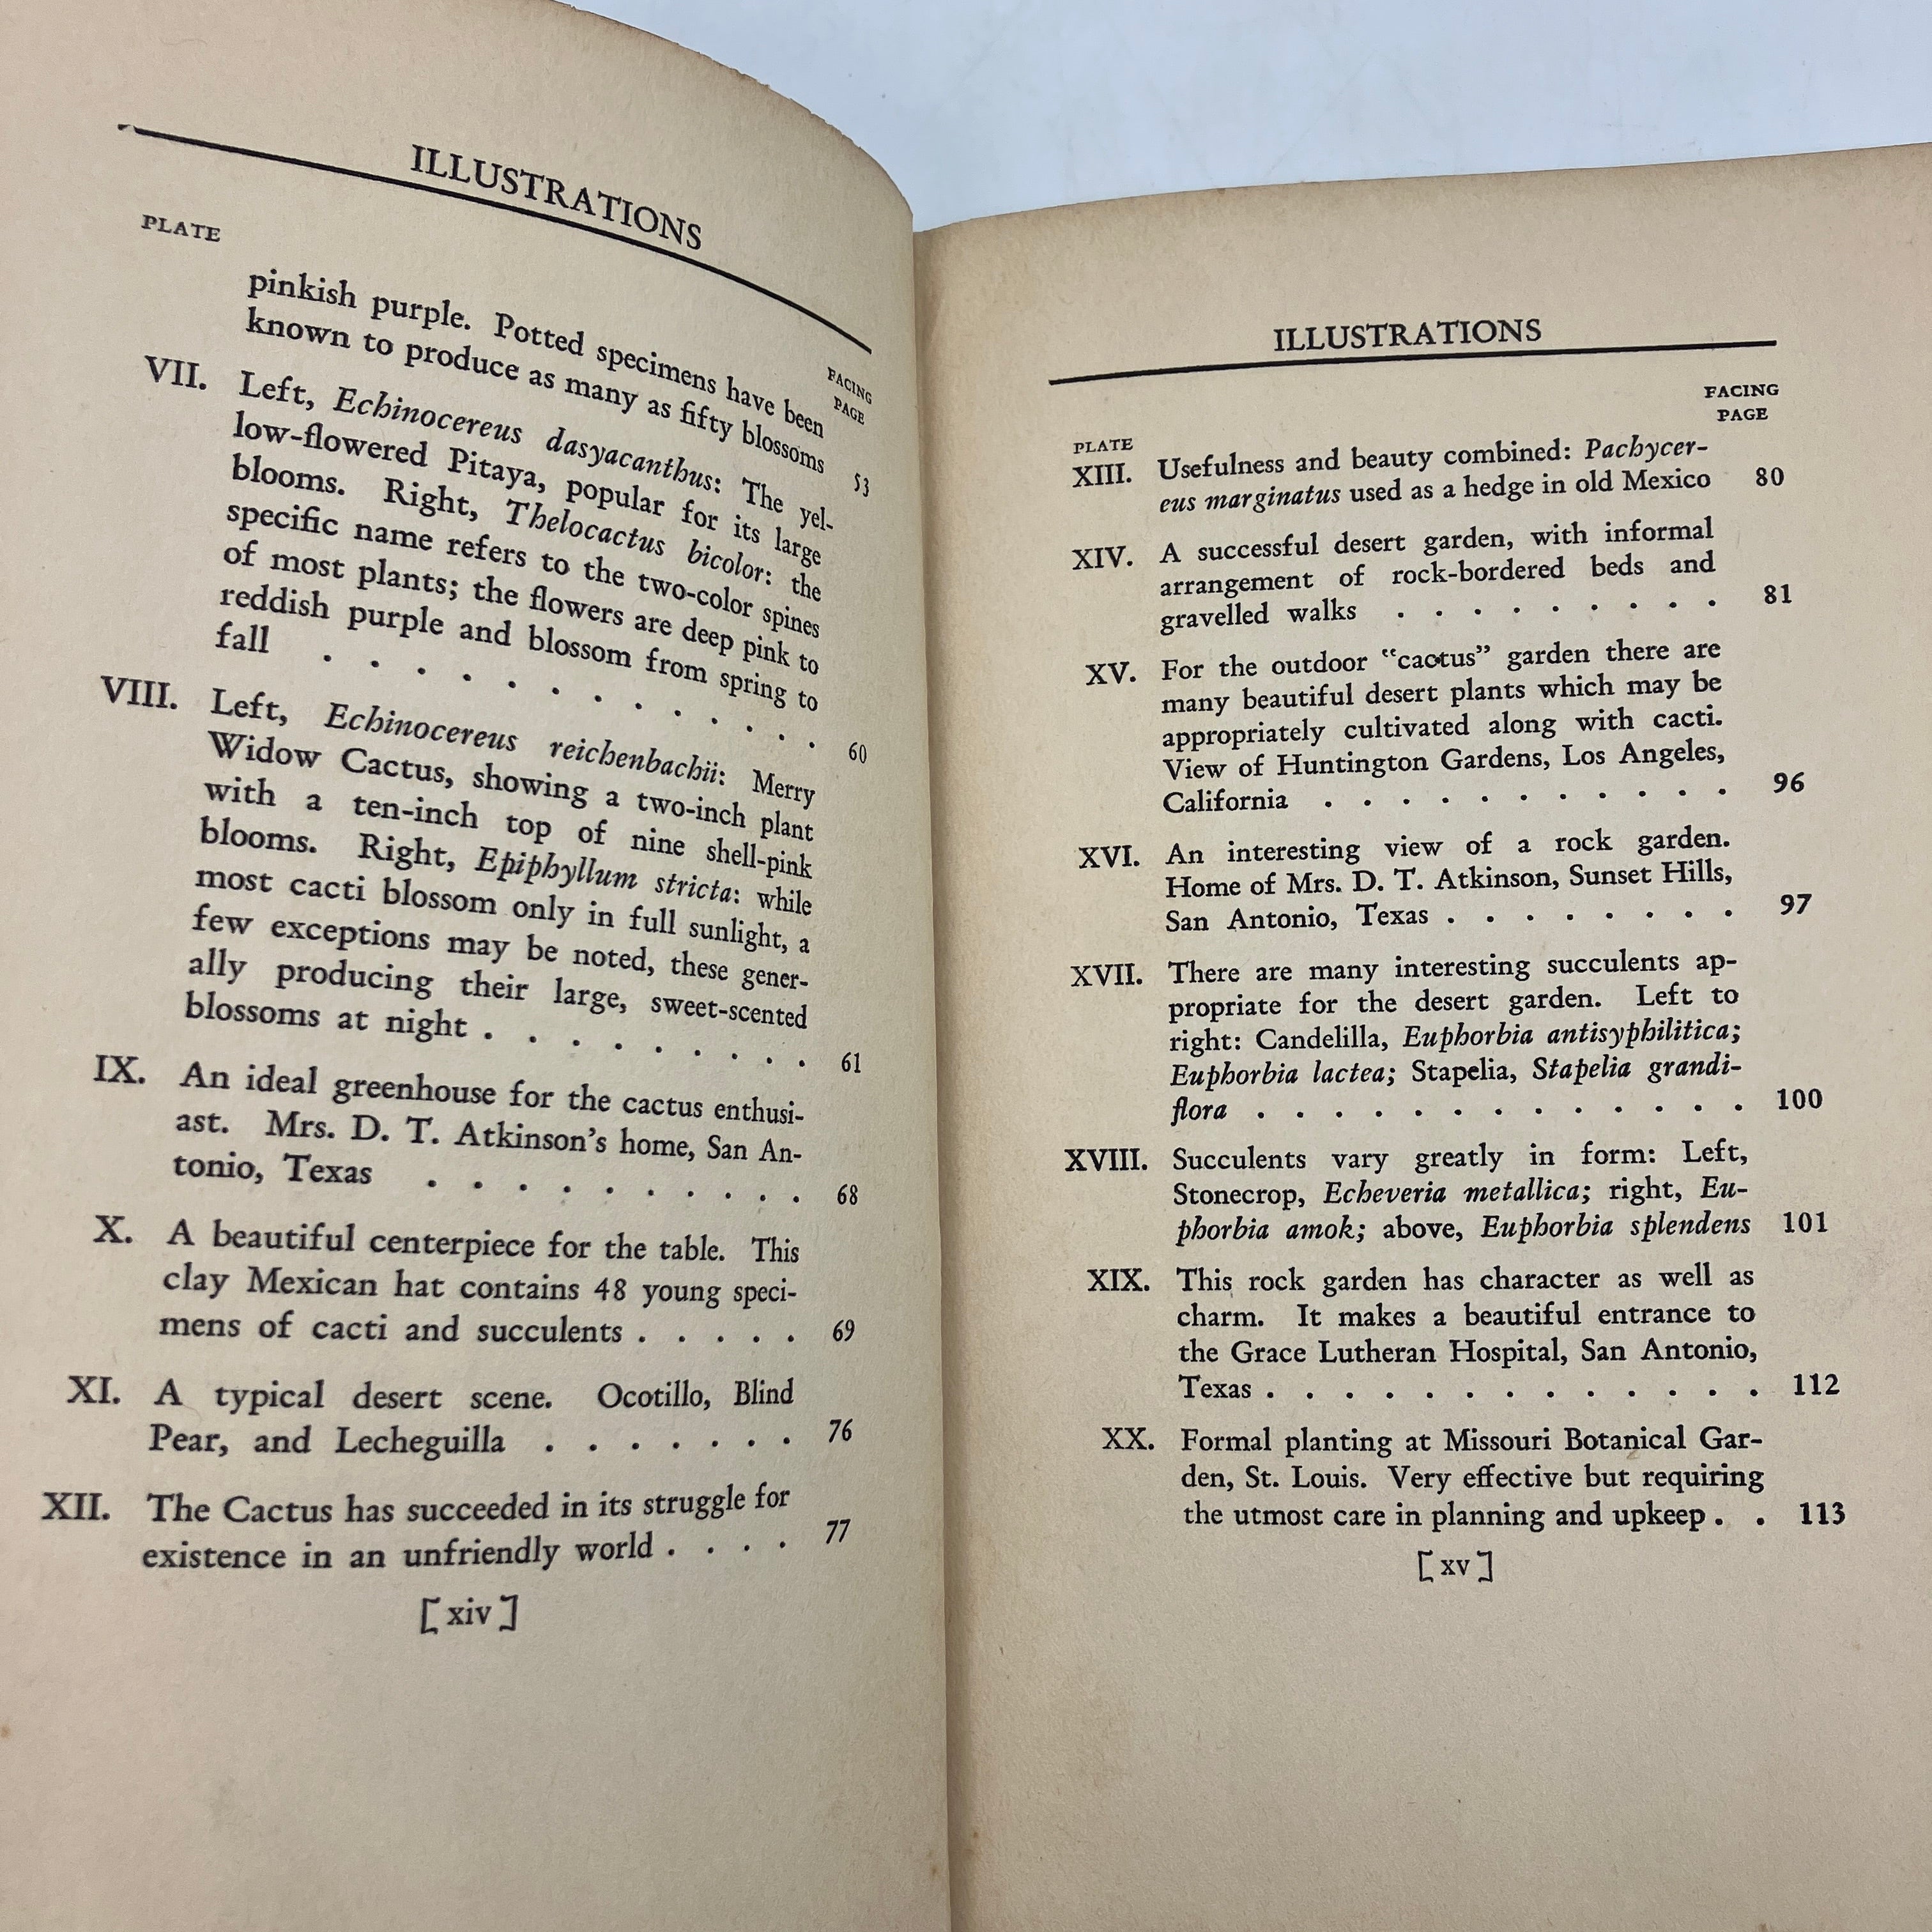 ILLUSTRATIONS
PLATE
FACING
PAGE
pinkish purple. Potted specimens have been
known to produce as many as fifty blossoms 53
VII. Left, Echinocereus dasyacanthus: The yel-
low-flowered Pitaya, popular for its large
blooms. Right, Thelocactus bicolor: the
specific name refers to the two-color spines
of most plants; the flowers are deep pink to
reddish purple and blossom from spring to
fall . . . . . . . . . . . . 60
VIII. Left, Echinocereus reichenbachii: Merry
Widow Cactus, showing a two-inch plant
with a ten-inch top of nine shell-pink
blooms. Right, Epiphyllum stricta: while
most cacti blossom only in full sunlight, a
few exceptions may be noted, these gener-
ally producing their large, sweet-scented
blossoms at night . . . . . . . . . 61
IX. An ideal greenhouse for the cactus enthusi-
ast. Mrs. D. T. Atkinson's home, San An-
tonio, Texas . . . . . . . . . . 68
X. A beautiful centerpiece for the table. This
clay Mexican hat contains 48 young speci-
mens of cacti and succulents . . . . . 69
XI. A typical desert scene. Ocotillo, Blind
Pear, and Lecheguilla . . . . . . . 76
XII. The Cactus has succeeded in its struggle for
existence in an unfriendly world . . . . 77
[ xiv ]
ILLUSTRATIONS
FACING
PAGE
PLATE
XIII. Usefulness and beauty combined: Pachycer-
eus marginatus used as a hedge in old Mexico 80
XIV. A successful desert garden, with informal
arrangement of rock-bordered beds and
gravelled walks . . . . . . . . . 81
XV. For the outdoor "cactus" garden there are
many beautiful desert plants which may be
appropriately cultivated along with cacti.
View of Huntington Gardens, Los Angeles,
California . . . . . . . . . . . 96
XVI. An interesting view of a rock garden.
Home of Mrs. D. T. Atkinson, Sunset Hills,
San Antonio, Texas . . . . . . . . 97
XVII. There are many interesting succulents ap-
propriate for the desert garden. Left to
right: Candelilla, Euphorbia antisyphilitica;
Euphorbia lactea; Stapelia, Stapelia grandi-
flora . . . . . . . . . . . . 100
XVIII. Succulents vary greatly in form: Left,
Stonecrop, Echeveria metallica; right, Eu-
phorbia amok; above, Euphorbia splendens 101
XIX. This rock garden has character as well as
charm. It makes a beautiful entrance to
the Grace Lutheran Hospital, San Antonio,
Texas . . . . . . . . . . . . 112
XX. Formal planting at Missouri Botanical Gar-
den, St. Louis. Very effective but requiring
the utmost care in planning and upkeep . . 113
[ xv ]